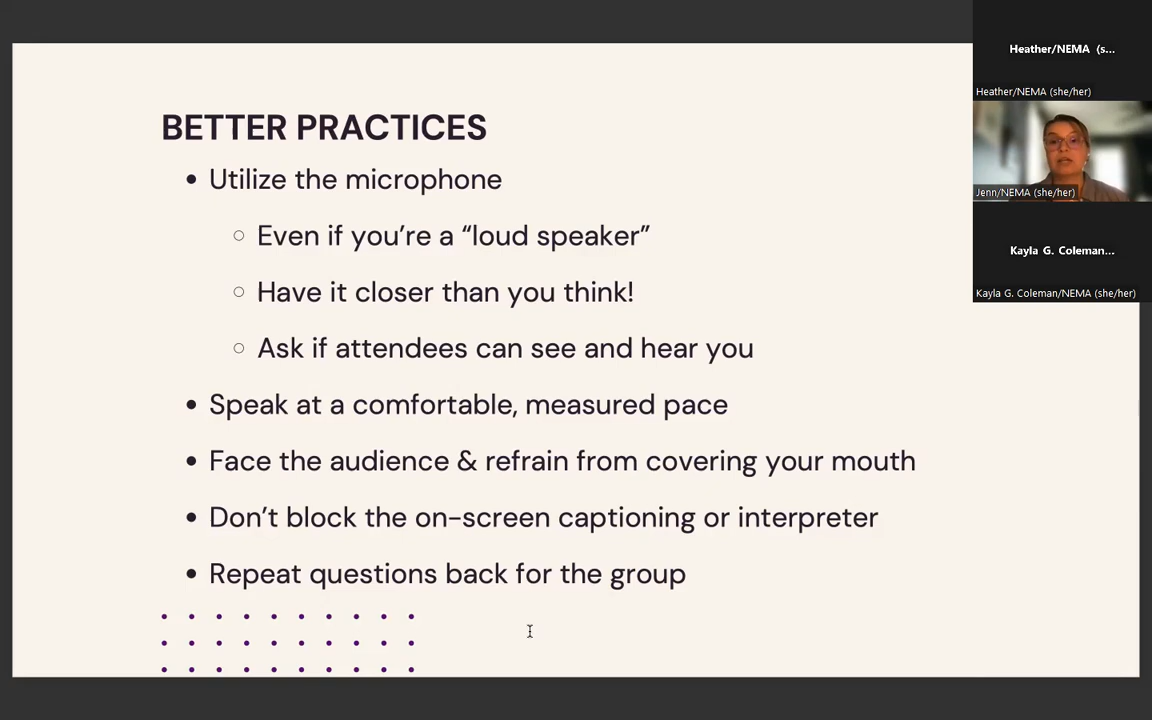 BETTER PRACTICES
Utilize the microphone
Even if you’re a “loud speaker”
Have it closer than you think!
Ask if attendees can see and hear you
Speak at a comfortable, measured pace
Face the audience & refrain from covering your mouth
Don’t block the on-screen captioning or interpreter
Repeat questions back for the group
Heather/NEMA (s...
Heather/NEMA (she/her)
Jenn/NEMA (she/her)
Kayla G. Coleman...
Kayla G. Coleman/NEMA (she/her)